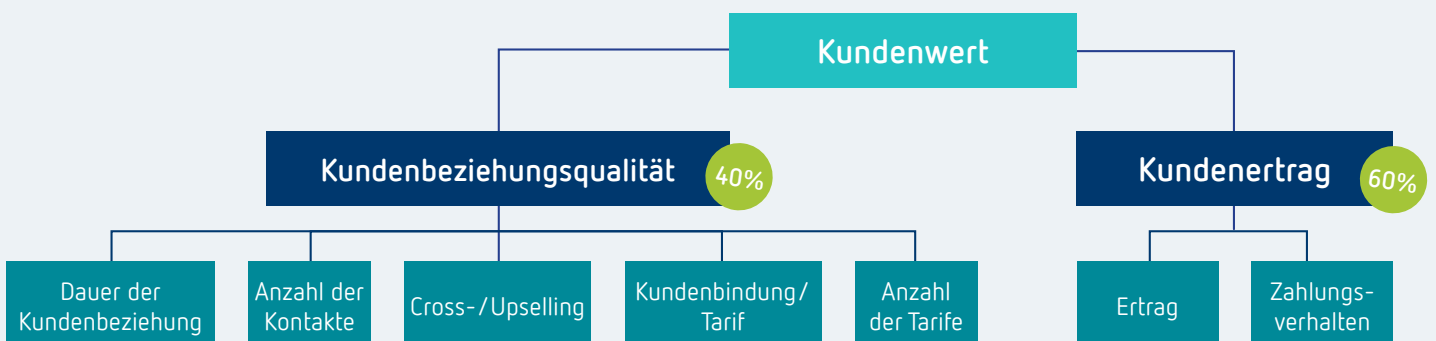 Kundenwert
Kundenbeziehungsqualität
40%
Kundenertrag
60%
Dauer der
Kundenbeziehung
Anzahl der
Kontakte
Cross-/Upselling
Kundenbindung/
Tarif
Anzahl
der Tarife
Ertrag
Zahlungs-
verhalten